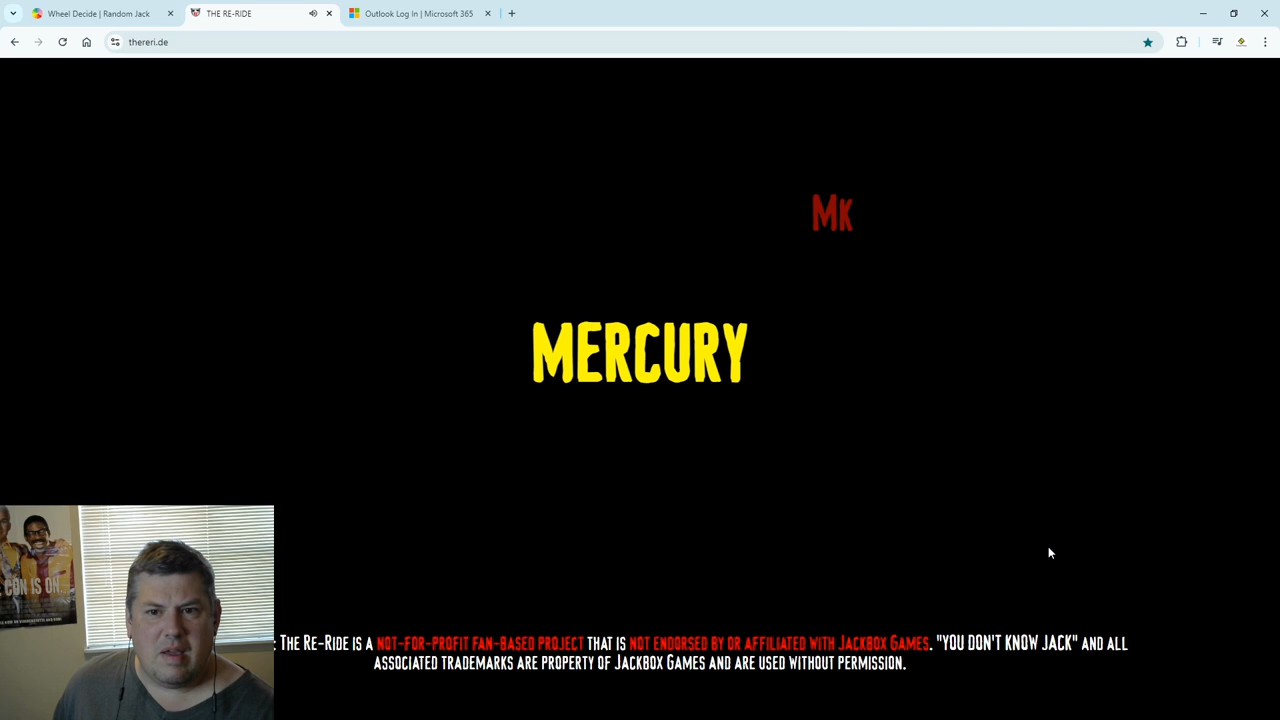 Wheel Decide | Random Jack
THE RE-RIDE
Outlook Log In | Microsoft 365
thereri.de
Mk
MERCURY
CON IS ON
: The Re-Ride is a not-for-profit fan-based project that is not endorsed by or affiliated with Jackbox Games. "YOU DON'T KNOW JACK" and all
associated trademarks are property of Jackbox Games and are used without permission.